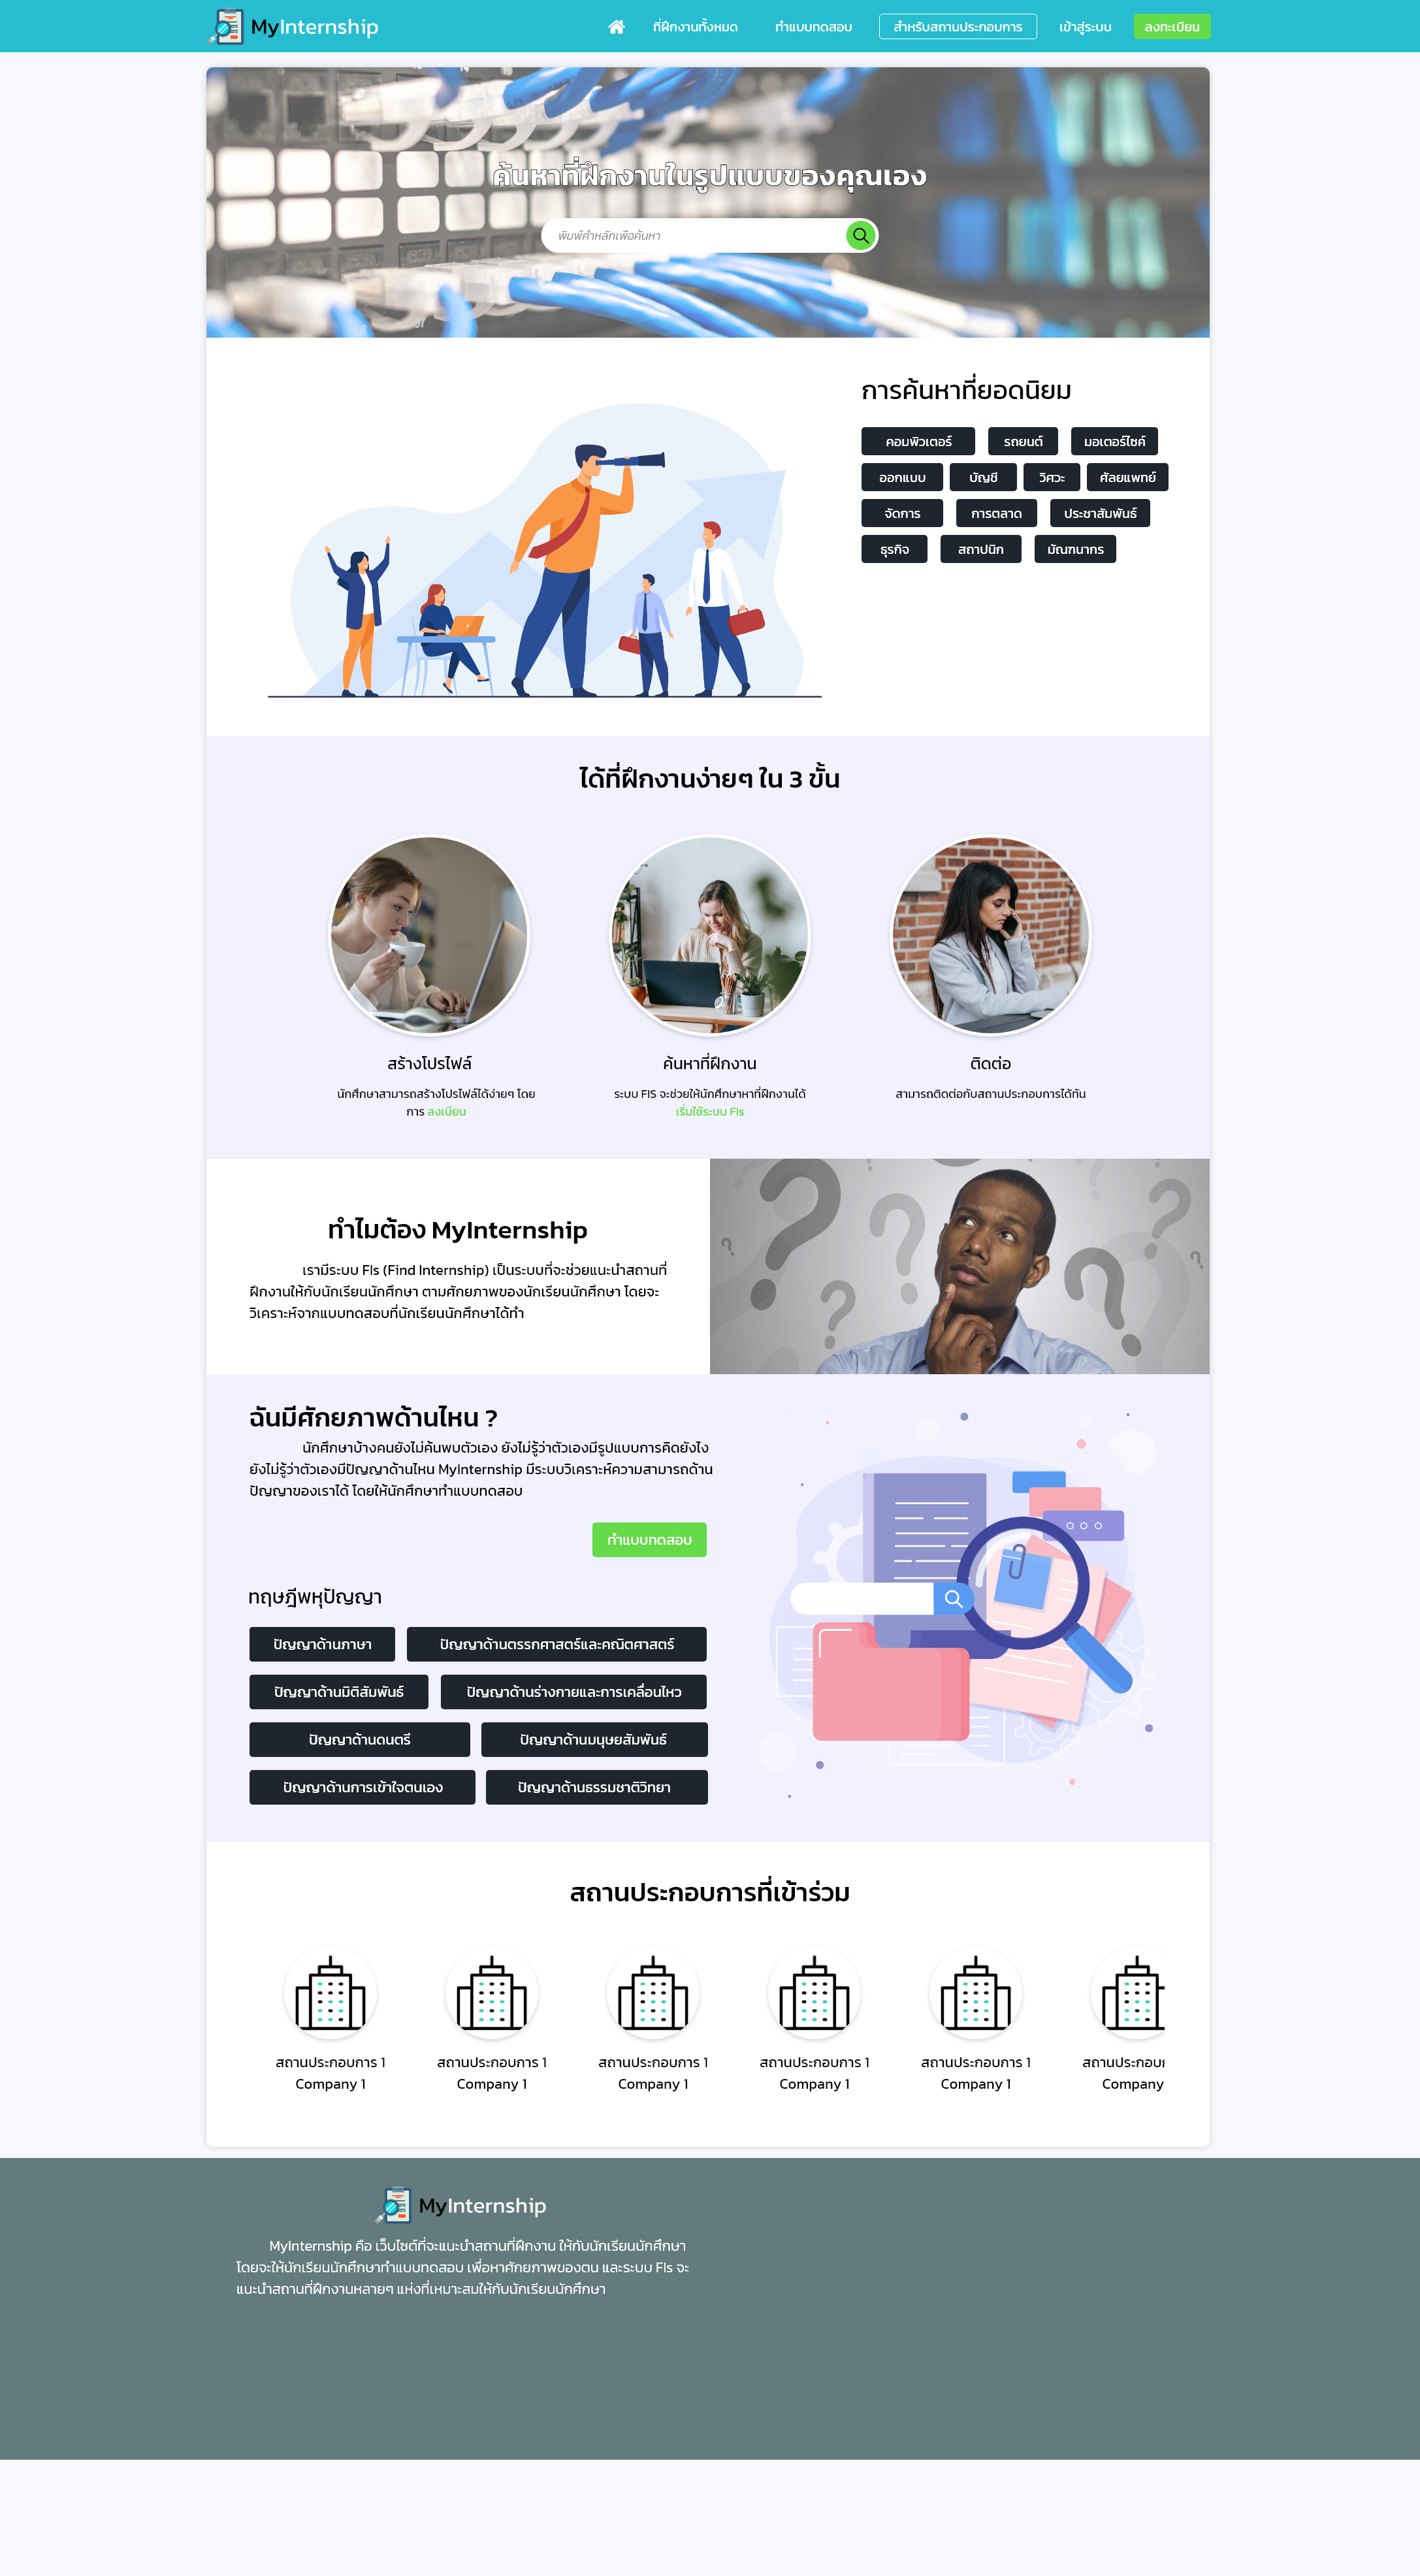 MyInternship
ที่ฝึกงานทั้งหมด
ทำแบบทดสอบ
สำหรับสถานประกอบการ
เข้าสู่ระบบ
ลงทะเบียน
ค้นหาที่ฝึกงานในรูปแบบของคุณเอง
พิมพ์คำหลักเพือค้นหา
การค้นหาที่ยอดนิยม
คอมพิวเตอร์
รถยนต์
มอเตอร์ไซค์
ออกแบบ
บัญชี
วิศวะ
ศัลยแพทย์
จัดการ
การตลาด
ประชาสัมพันธ์
ธุรกิจ
สถาปนิก
มัณฑนากร
ได้ที่ฝึกงานง่ายๆ ใน 3 ขั้น
สร้างโปรไฟล์
นักศึกษาสามารถสร้างโปรไฟล์ได้ง่ายๆ โดย
การ ลงเบียน
ค้นหาที่ฝึกงาน
ระบบ FIS จะช่วยให้นักศึกษาหาที่ฝึกงานได้
เริ่มใช้ระบบ FIs
ติดต่อ
สามารถติดต่อกับสถานประกอบการได้ทัน
ทำไมต้อง MyInternship
เรามีระบบ FIs (Find Internship) เป็นระบบที่จะช่วยแนะนำสถานที่
ฝึกงานให้กับนักเรียนนักศึกษา ตามศักยภาพของนักเรียนนักศึกษา โดยจะ
วิเคราะห์จากแบบทดสอบที่นักเรียนนักศึกษาได้ทำ
ฉันมีศักยภาพด้านไหน ?
นักศึกษาบ้างคนยังไม่ค้นพบตัวเอง ยังไม่รู้ว่าตัวเองมีรูปแบบการคิดยังไง
ยังไม่รู้ว่าตัวเองมีปัญญาด้านไหน MyInternship มีระบบวิเคราะห์ความสามารถด้าน
ปัญญาของเราได้ โดยให้นักศึกษาทำแบบทดสอบ
ทำแบบทดสอบ
ทฤษฎีพหุปัญญา
ปัญญาด้านภาษา
ปัญญาด้านตรรกศาสตร์และคณิตศาสตร์
ปัญญาด้านมิติสัมพันธ์
ปัญญาด้านร่างกายและการเคลื่อนไหว
ปัญญาด้านดนตรี
ปัญญาด้านมนุษยสัมพันธ์
ปัญญาด้านการเข้าใจตนเอง
ปัญญาด้านธรรมชาติวิทยา
สถานประกอบการที่เข้าร่วม
สถานประกอบการ 1
Company 1
สถานประกอบการ 1
Company 1
สถานประกอบการ 1
Company 1
สถานประกอบการ 1
Company 1
สถานประกอบการ 1
Company 1
สถานประกอบก
Company
MyInternship
MyInternship คือ เว็บไซต์ที่จะแนะนำสถานที่ฝึกงาน ให้กับนักเรียนนักศึกษา
โดยจะให้นักเรียนนักศึกษาทำแบบทดสอบ เพื่อหาศักยภาพของตน และระบบ FIs จะ
แนะนำสถานที่ฝึกงานหลายๆ แห่งที่เหมาะสมให้กับนักเรียนนักศึกษา